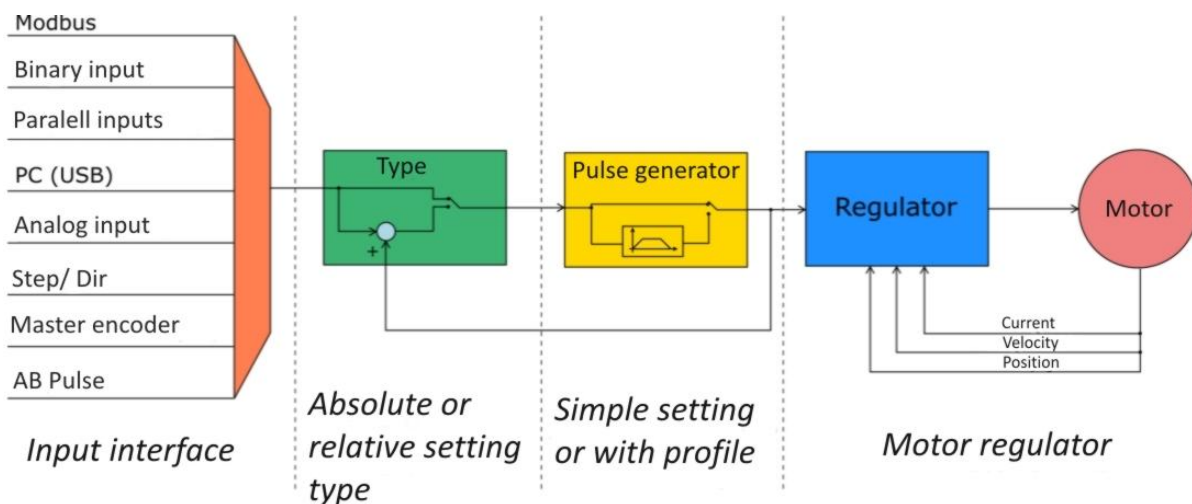 Modbus
Binary input
Paralell inputs
PC (USB)
Analog input
Step/ Dir
Master encoder
AB Pulse
Input interface
Type
+
Absolute or
relative setting
type
Pulse generator
Simple setting
or with profile
Regulator
Motor
Current
Velocity
Position
Motor regulator